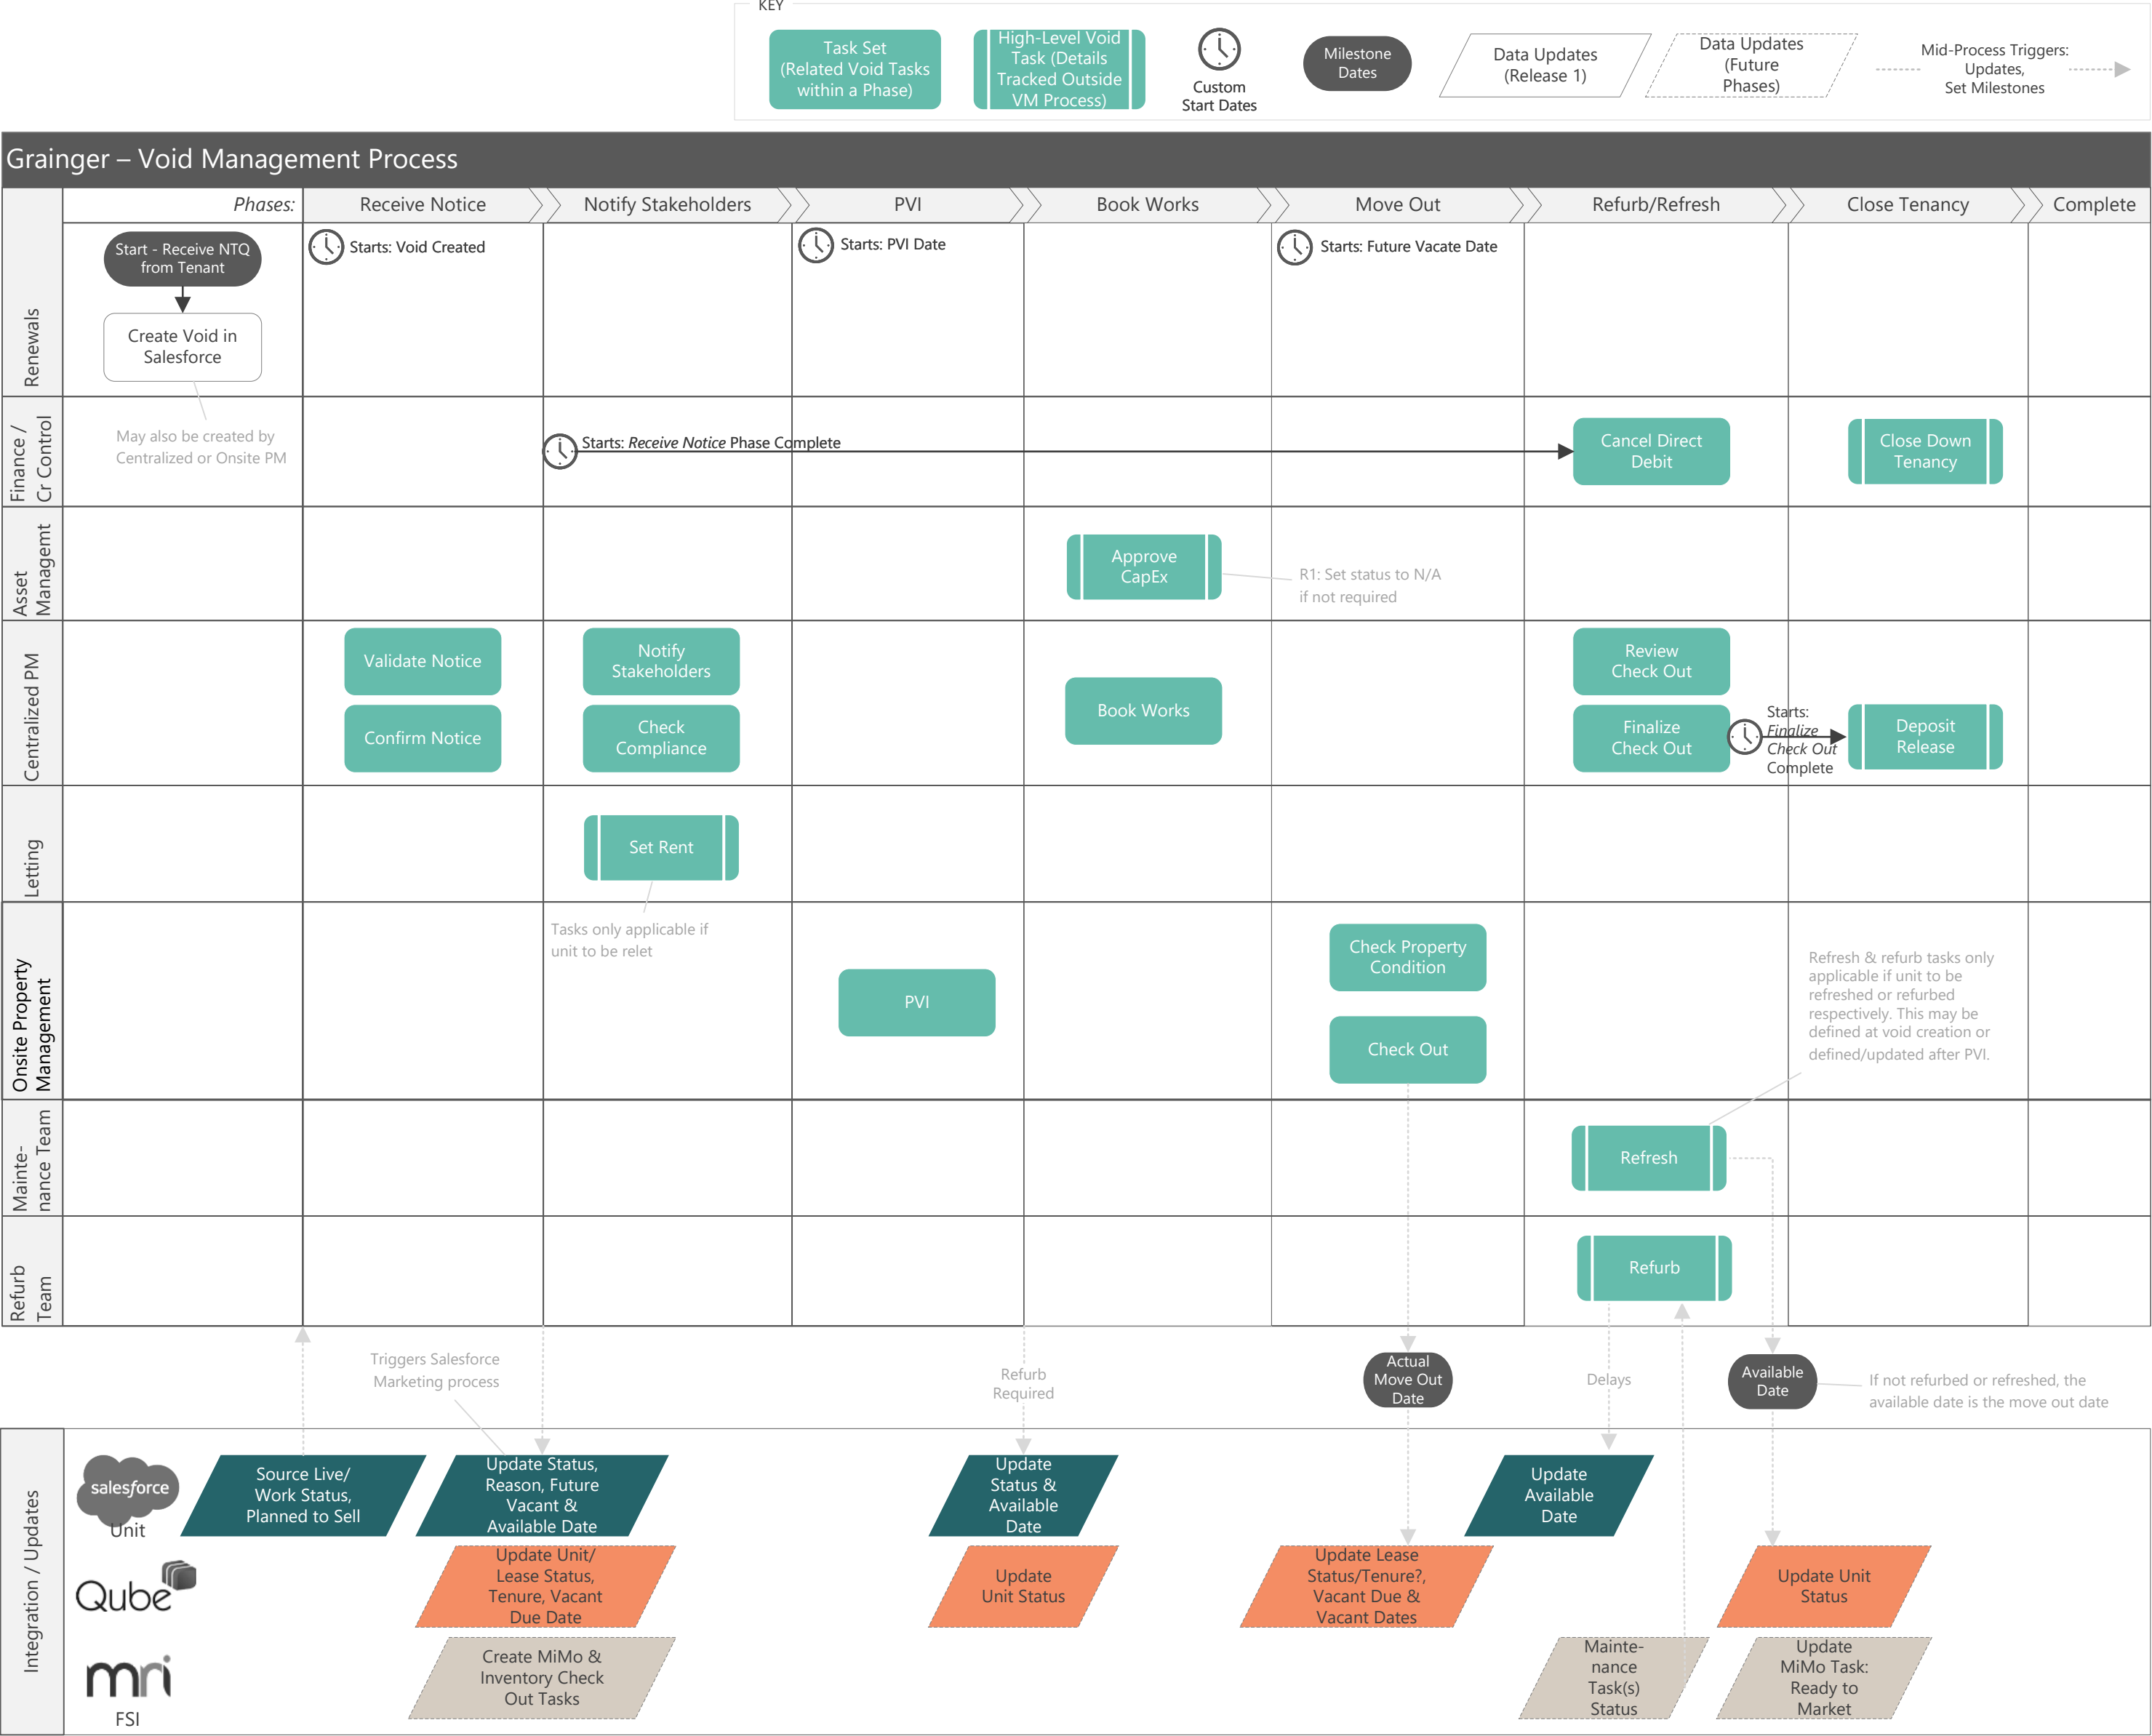 KEY
Task Set
(Related Void Tasks
within a Phase)
High-Level Void
Task (Details
Tracked Outside
VM Process)
Custom
Start Dates
Milestone
Dates
Data Updates
(Release 1)
Data Updates
(Future
Phases)
Mid-Process Triggers:
Updates,
Set Milestones
Grainger – Void Management Process
Phases:
Receive Notice
Notify Stakeholders
PVI
Book Works
Move Out
Refurb/Refresh
Close Tenancy
Complete
Renewals
Start - Receive NTQ
from Tenant
Create Void in
Salesforce
May also be created by
Centralized or Onsite PM
Starts: Void Created
Starts: PVI Date
Starts: Future Vacate Date
Finance /
Cr Control
Starts: Receive Notice Phase Complete
Cancel Direct
Debit
Close Down
Tenancy
Asset
Managemt
Approve
CapEx
R1: Set status to N/A
if not required
Centralized PM
Validate Notice
Confirm Notice
Notify
Stakeholders
Check
Compliance
Book Works
Review
Check Out
Finalize
Check Out
Starts:
Finalize
Check Out
Complete
Deposit
Release
Letting
Set Rent
Tasks only applicable if
unit to be relet
Onsite Property
Management
PVI
Check Property
Condition
Check Out
Refresh & refurb tasks only
applicable if unit to be
refreshed or refurbed
respectively. This may be
defined at void creation or
defined/updated after PVI.
Mainte-
nance Team
Refresh
Refurb
Team
Refurb
Triggers Salesforce
Marketing process
Refurb
Required
Actual
Move Out
Date
Delays
Available
Date
If not refurbed or refreshed, the
available date is the move out date
Integration / Updates
salesforce
Unit
Source Live/
Work Status,
Planned to Sell
Update Status,
Reason, Future
Vacant &
Available Date
Update
Status &
Available
Date
Update
Available
Date
Qube
Update Unit/
Lease Status,
Tenure, Vacant
Due Date
Update
Unit Status
Update Lease
Status/Tenure?,
Vacant Due &
Vacant Dates
Update Unit
Status
mri
FSI
Create MiMo &
Inventory Check
Out Tasks
Mainte-
nance
Task(s)
Status
Update
MiMo Task:
Ready to
Market